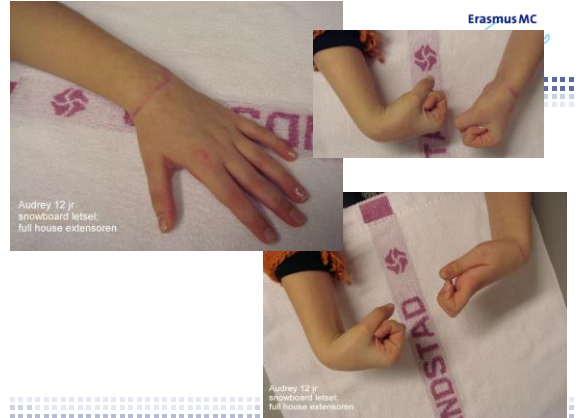 Erasmus MC
NDS
Audrey 12 jr
snowboard letsel;
full house extensoren
NDSTAD
Audrey 12 jr
snowboard letsel;
full house extensoren